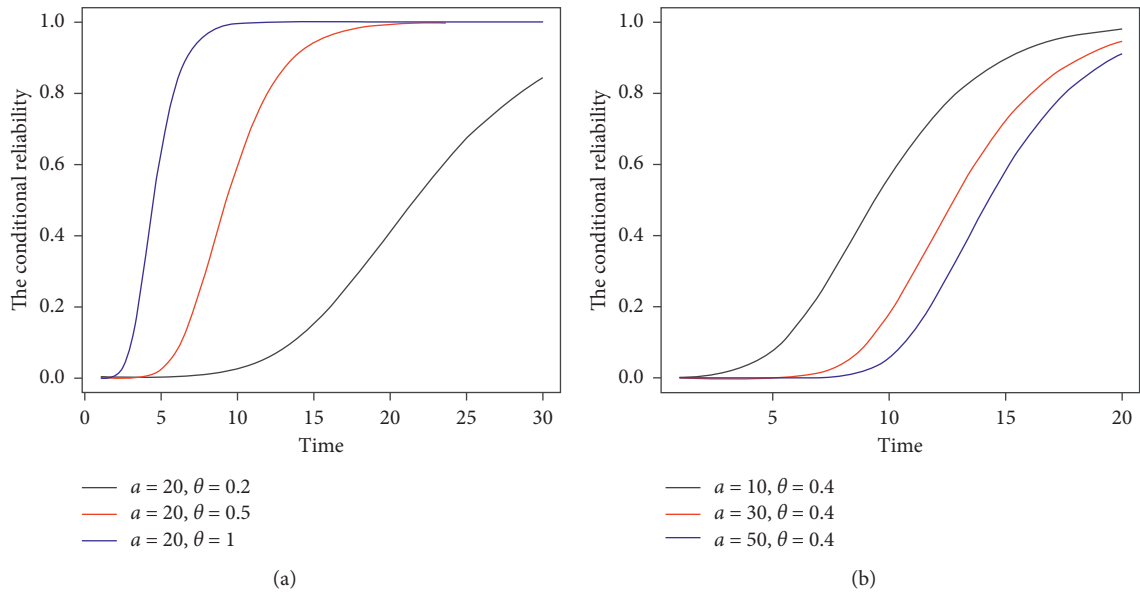 The conditional reliability
1.0
0.8
0.6
0.4
0.2
0.0
0 5 10 15 20 25 30
Time
a = 20, θ = 0.2
a = 20, θ = 0.5
a = 20, θ = 1
(a)
The conditional reliability
1.0
0.8
0.6
0.4
0.2
0.0
5 10 15 20
Time
a = 10, θ = 0.4
a = 30, θ = 0.4
a = 50, θ = 0.4
(b)